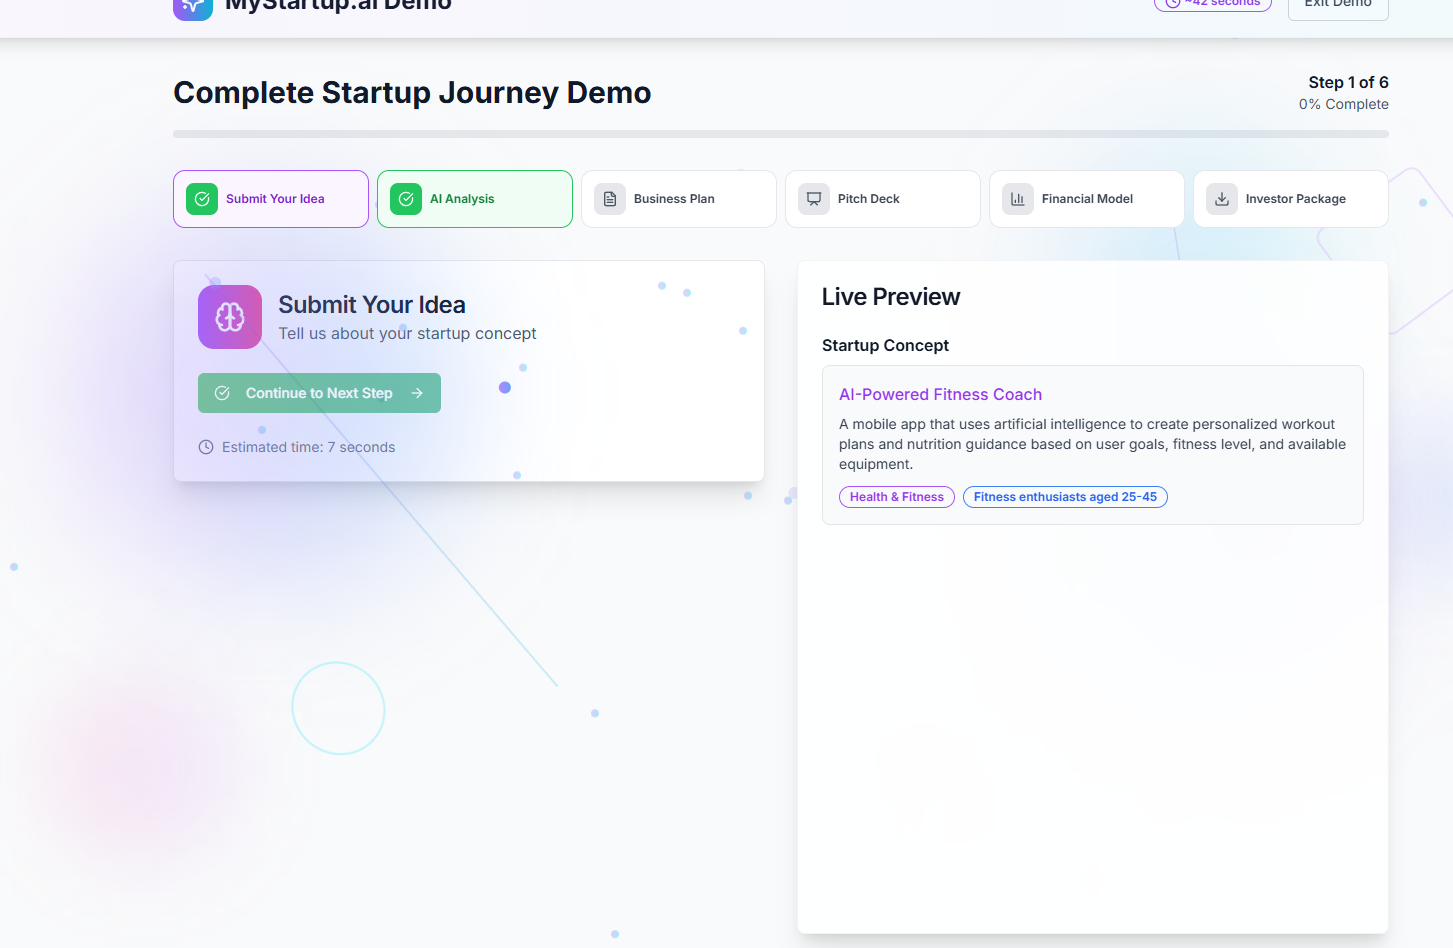 MyStartup.ai Demo
~42 seconds
Exit Demo
Complete Startup Journey Demo
Step 1 of 6
0% Complete
Submit Your Idea
AI Analysis
Business Plan
Pitch Deck
Financial Model
Investor Package
Submit Your Idea
Tell us about your startup concept
Continue to Next Step
Estimated time: 7 seconds
Live Preview
Startup Concept
AI-Powered Fitness Coach
A mobile app that uses artificial intelligence to create personalized workout
plans and nutrition guidance based on user goals, fitness level, and available
equipment.
Health & Fitness
Fitness enthusiasts aged 25-45